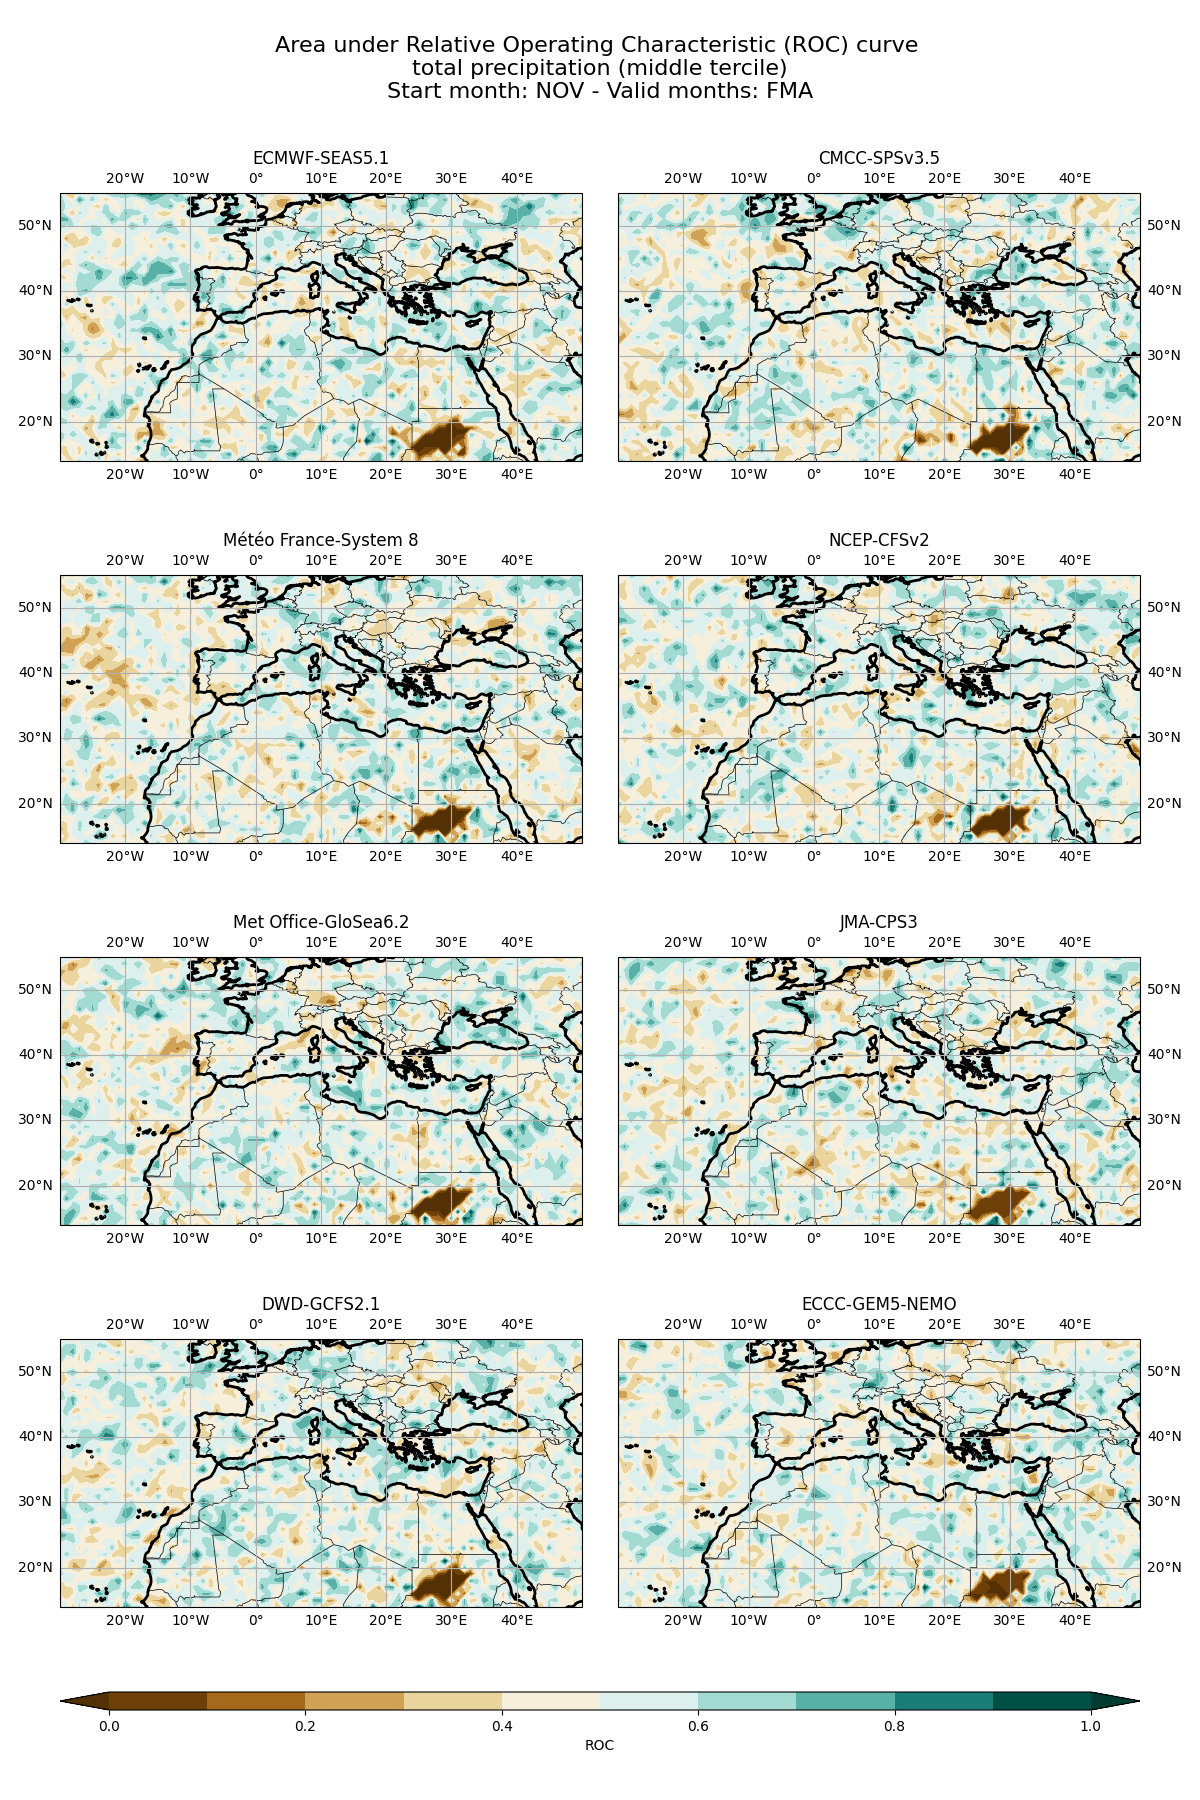 Area under Relative Operating Characteristic (ROC) curve
total precipitation (middle tercile)
Start month: NOV - Valid months: FMA
ECMWF-SEAS5.1
20°W 10°W 0° 10°E 20°E 30°E 40°E
50°N
40°N
30°N
20°N
20°W 10°W 0° 10°E 20°E 30°E 40°E
CMCC-SPSv3.5
20°W 10°W 0° 10°E 20°E 30°E 40°E
50°N
40°N
30°N
20°N
20°W 10°W 0° 10°E 20°E 30°E 40°E
Météo France-System 8
20°W 10°W 0° 10°E 20°E 30°E 40°E
50°N
40°N
30°N
20°N
20°W 10°W 0° 10°E 20°E 30°E 40°E
NCEP-CFSv2
20°W 10°W 0° 10°E 20°E 30°E 40°E
50°N
40°N
30°N
20°N
20°W 10°W 0° 10°E 20°E 30°E 40°E
Met Office-GloSea6.2
20°W 10°W 0° 10°E 20°E 30°E 40°E
50°N
40°N
30°N
20°N
20°W 10°W 0° 10°E 20°E 30°E 40°E
JMA-CPS3
20°W 10°W 0° 10°E 20°E 30°E 40°E
50°N
40°N
30°N
20°N
20°W 10°W 0° 10°E 20°E 30°E 40°E
DWD-GCFS2.1
20°W 10°W 0° 10°E 20°E 30°E 40°E
50°N
40°N
30°N
20°N
20°W 10°W 0° 10°E 20°E 30°E 40°E
ECCC-GEM5-NEMO
20°W 10°W 0° 10°E 20°E 30°E 40°E
50°N
40°N
30°N
20°N
20°W 10°W 0° 10°E 20°E 30°E 40°E
0.0 0.2 0.4 0.6 0.8 1.0
ROC